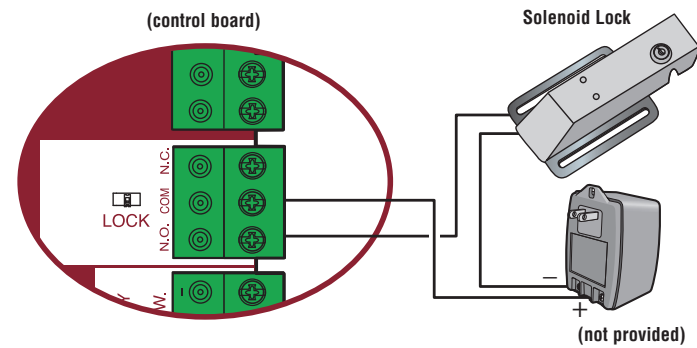 (control board)
Solenoid Lock
N.C.
COM
LOCK
N.O.
Y
W.
–
–
+
(not provided)